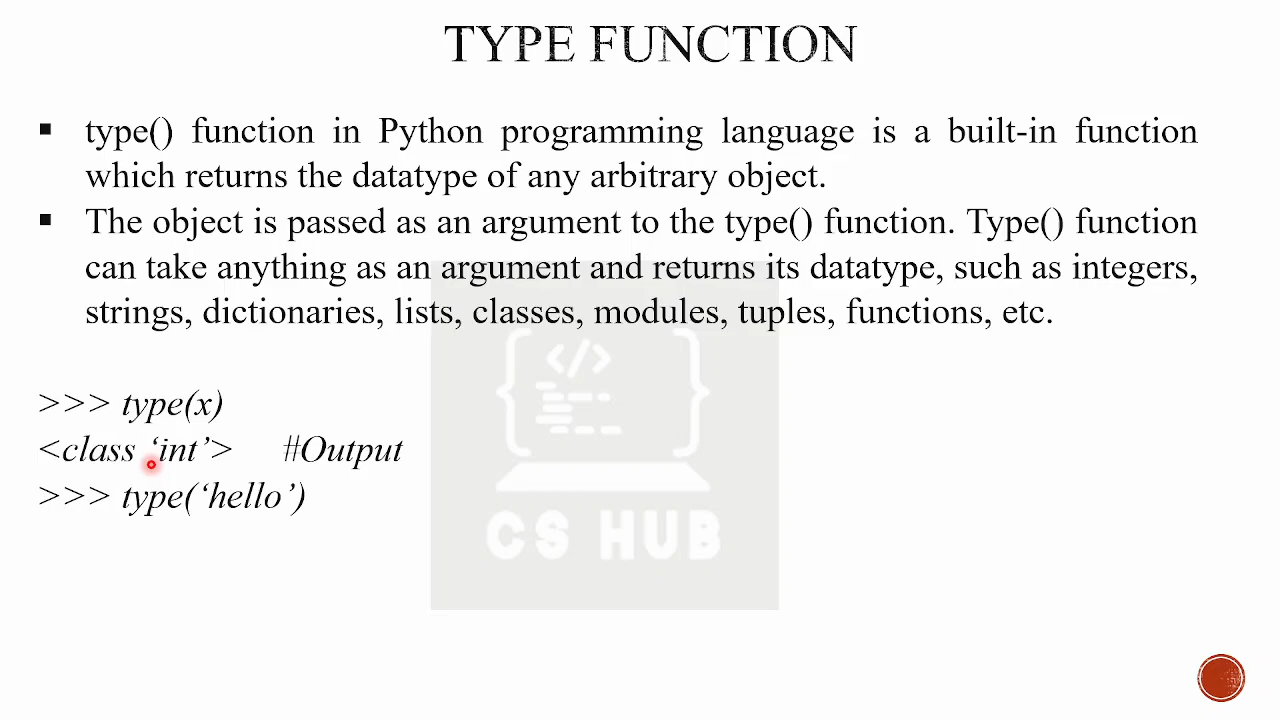 TYPE FUNCTION
▪ type() function in Python programming language is a built-in function
which returns the datatype of any arbitrary object.
▪ The object is passed as an argument to the type() function. Type() function
can take anything as an argument and returns its datatype, such as integers,
strings, dictionaries, lists, classes, modules, tuples, functions, etc.
>>> type(x)
<class ‘int’> #Output
>>> type(‘hello’)
</>
CS HUB